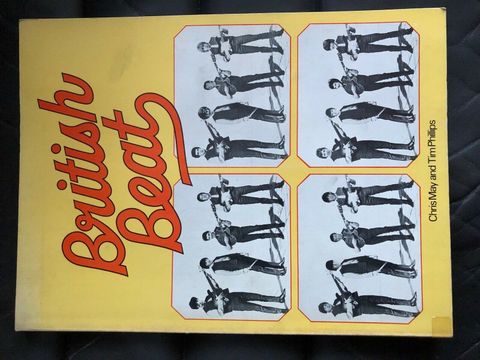 British
Beat
Chris May and Tim Phillips